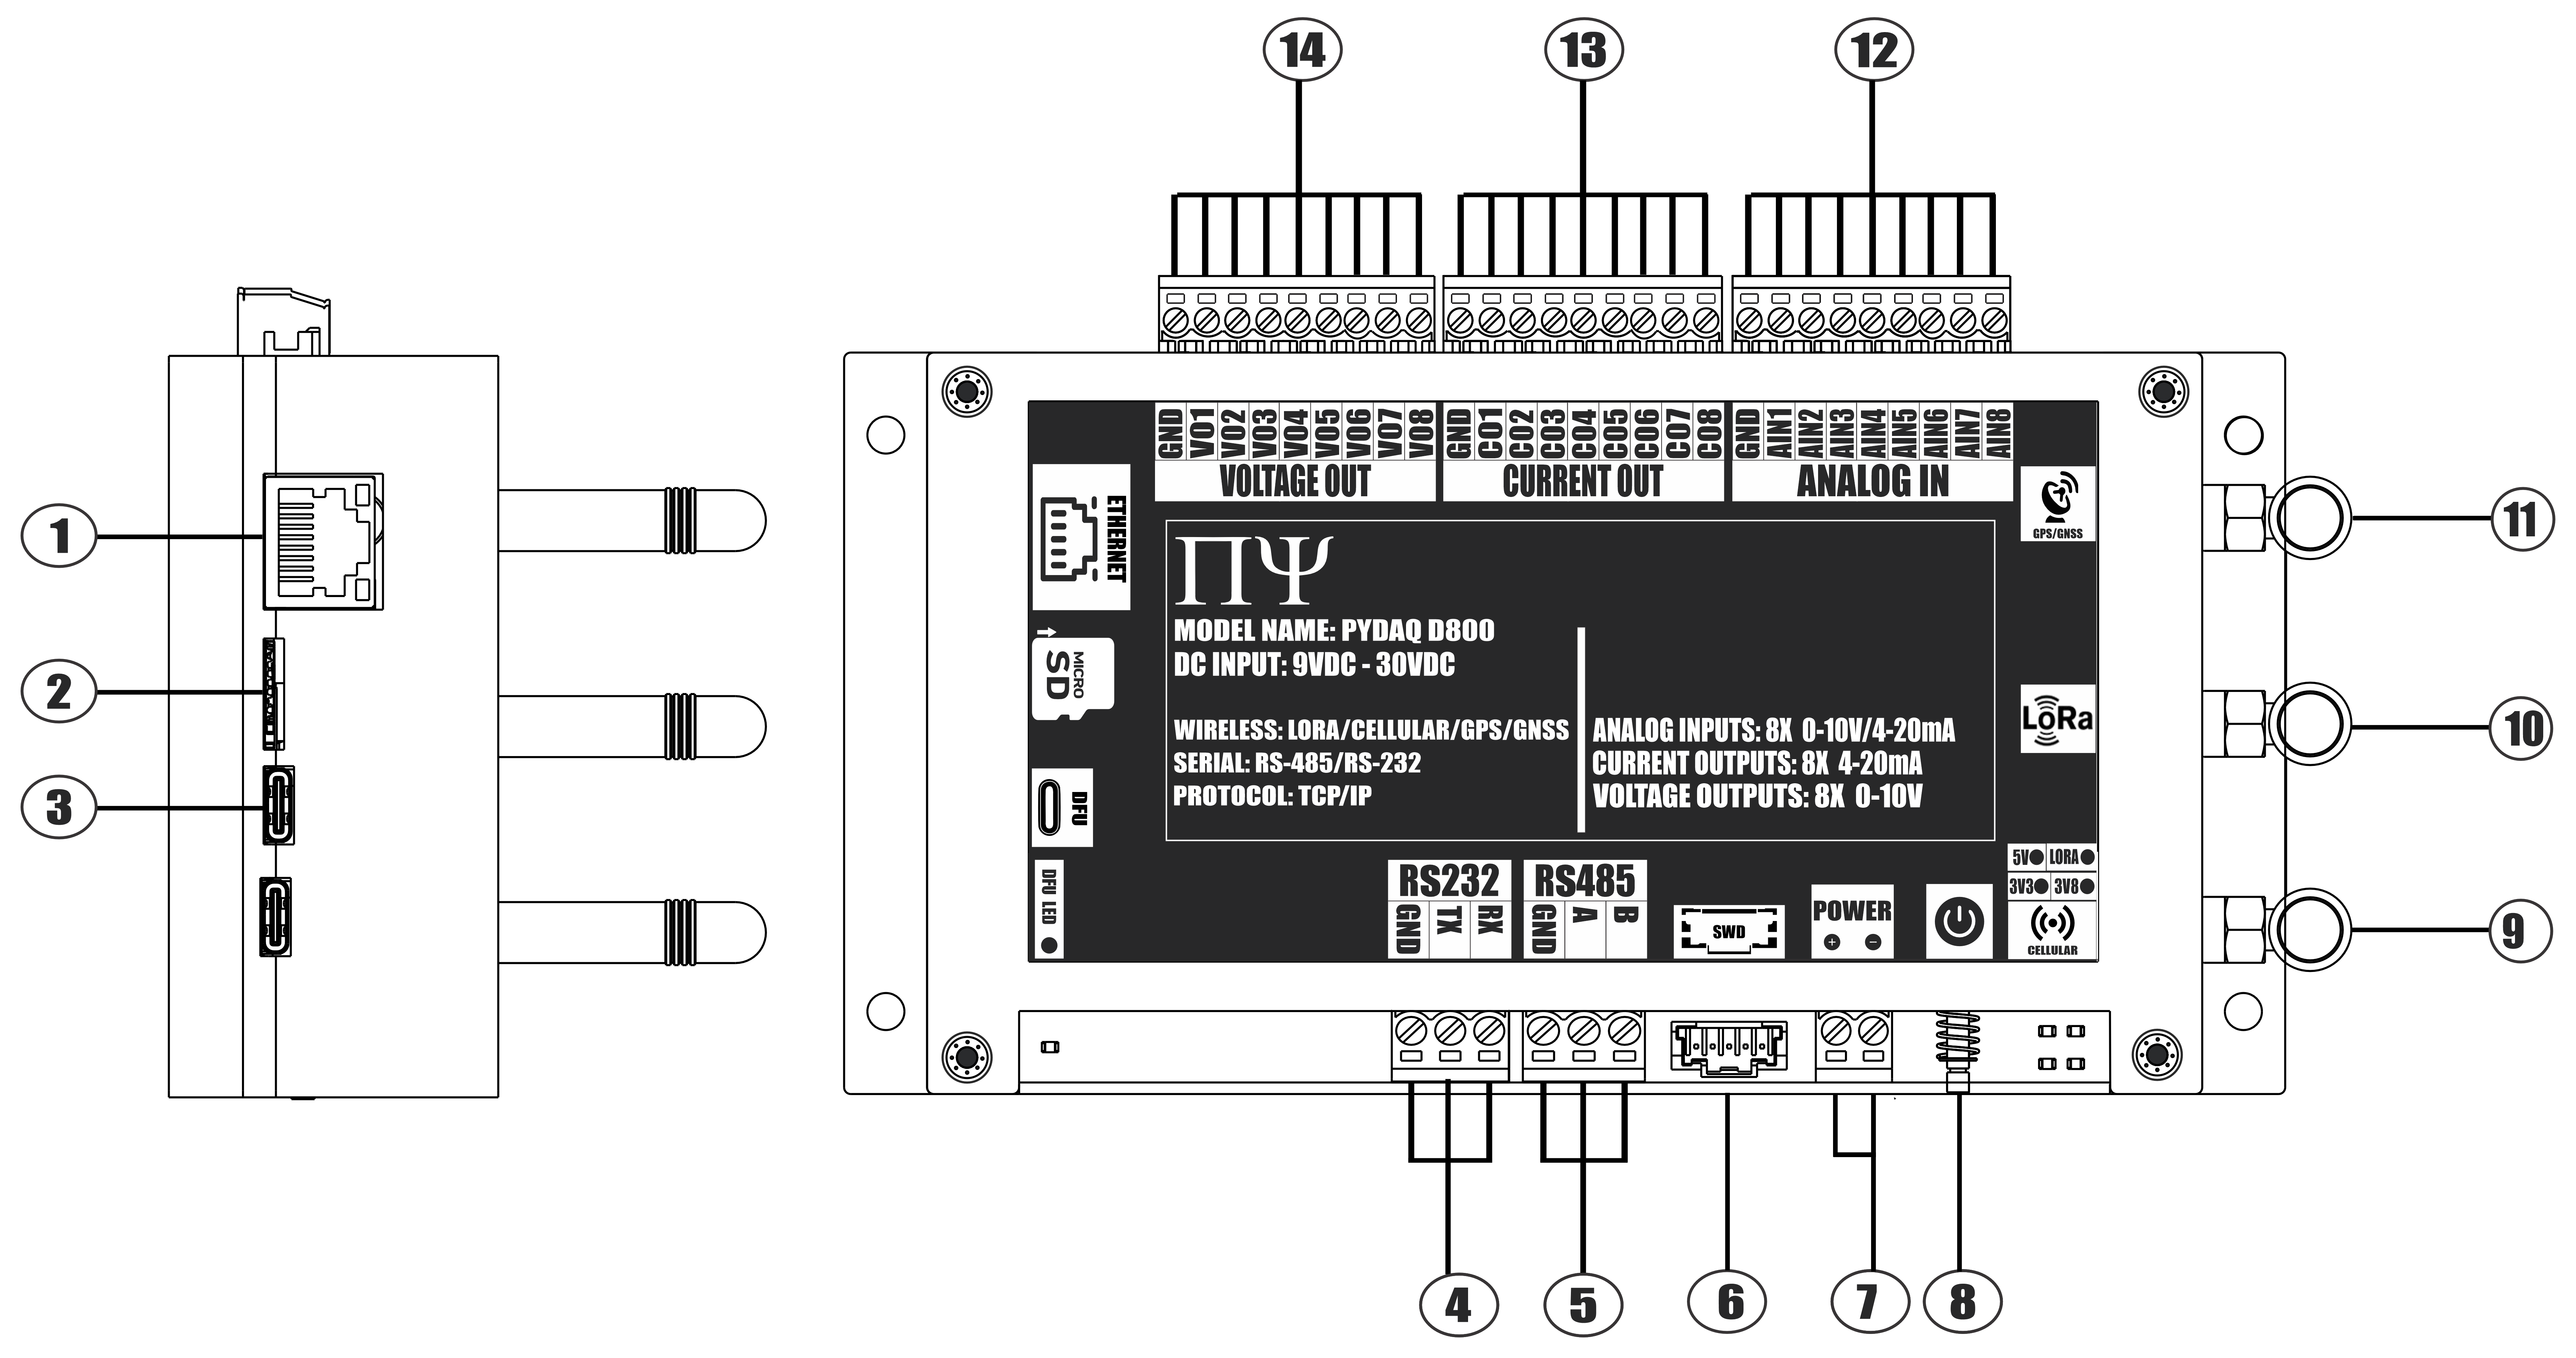 14
13
12
GND VO1 VO2 VO3 VO4 VO5 VO6 VO7 VO8
VOLTAGE OUT
GND CO1 CO2 CO3 CO4 CO5 CO6 CO7 CO8
CURRENT OUT
GND AIN1 AIN2 AIN3 AIN4 AIN5 AIN6 AIN7 AIN8
ANALOG IN
1
2
3
ETHERNET
MICRO
SD
DFU
DFU LED
ΠΨ
MODEL NAME: PYDAQ D800
DC INPUT: 9VDC - 30VDC
WIRELESS: LORA/CELLULAR/GPS/GNSS
SERIAL: RS-485/RS-232
PROTOCOL: TCP/IP
ANALOG INPUTS: 8X 0-10V/4-20mA
CURRENT OUTPUTS: 8X 4-20mA
VOLTAGE OUTPUTS: 8X 0-10V
GPS/GNSS
LoRa
5V LORA
3V3 3V8
CELLULAR
RS232
GND TX RX
RS485
GND A B
SWD
POWER
+ -
11
10
9
4
5
6
7
8